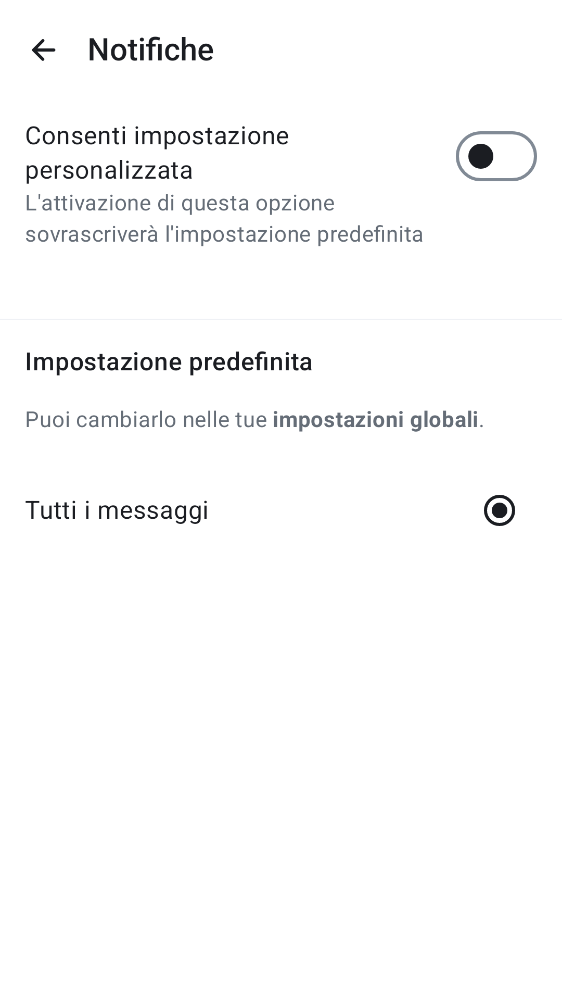 Notifiche
Consenti impostazione
personalizzata
L'attivazione di questa opzione
sovrascriverà l'impostazione predefinita
Impostazione predefinita
Puoi cambiarlo nelle tue impostazioni globali.
Tutti i messaggi